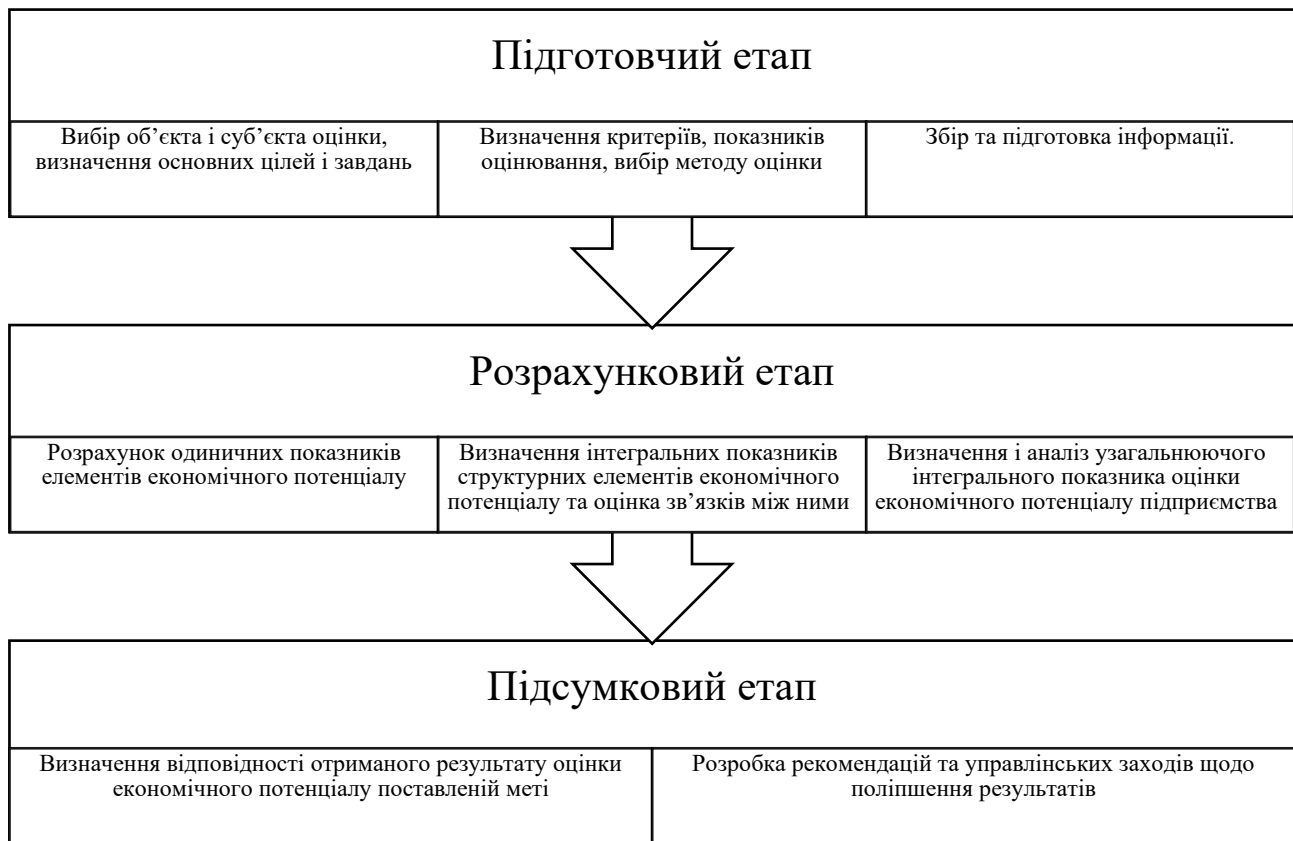 Підготовчий етап
Вибір об’єкта і суб’єкта оцінки,
визначення основних цілей і завдань
Визначення критеріїв, показників
оцінювання, вибір методу оцінки
Збір та підготовка інформації.
Розрахунковий етап
Розрахунок одиничних показників
елементів економічного потенціалу
Визначення інтегральних показників
структурних елементів економічного
потенціалу та оцінка зв’язків між ними
Визначення і аналіз узагальнюючого
інтегрального показника оцінки
економічного потенціалу підприємства
Підсумковий етап
Визначення відповідності отриманого результату оцінки
економічного потенціалу поставленій меті
Розробка рекомендацій та управлінських заходів щодо
поліпшення результатів